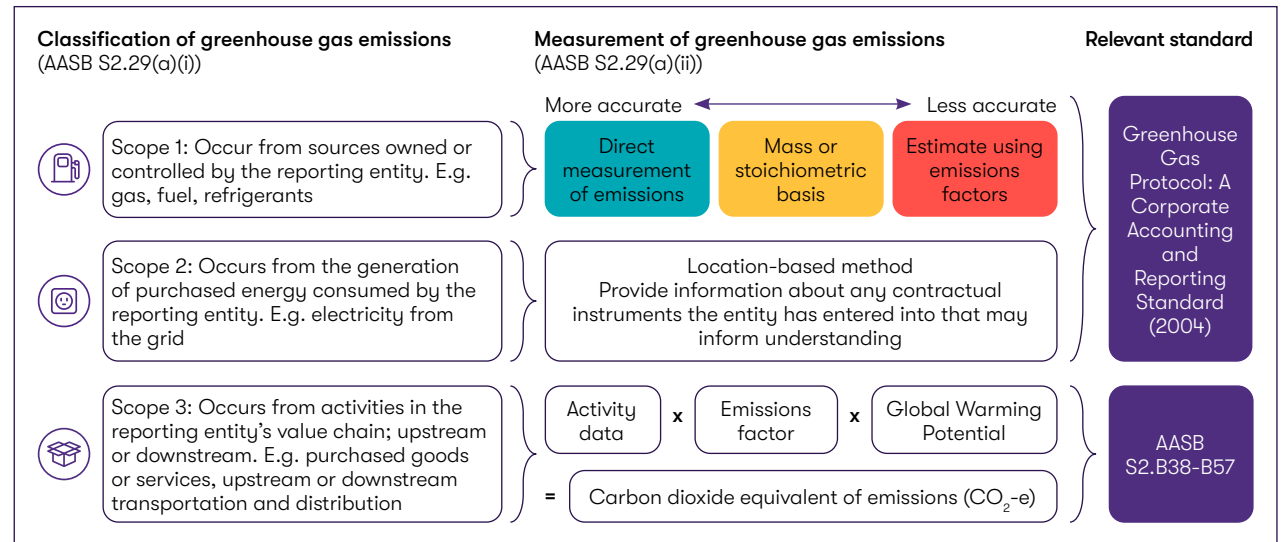 Classification of greenhouse gas emissions
(AASB S2.29(a)(i))
Measurement of greenhouse gas emissions
(AASB S2.29(a)(ii))
Relevant standard
More accurate
Less accurate
Scope 1: Occur from sources owned or
controlled by the reporting entity. E.g.
gas, fuel, refrigerants
Direct
measurement
of emissions
Mass or
stoichiometric
basis
Estimate using
emissions
factors
Greenhouse
Gas
Protocol: A
Corporate
Accounting
and
Reporting
Standard
(2004)
Scope 2: Occurs from the generation
of purchased energy consumed by the
reporting entity. E.g. electricity from
the grid
Location-based method
Provide information about any contractual
instruments the entity has entered into that may
inform understanding
Scope 3: Occurs from activities in the
reporting entity’s value chain; upstream
or downstream. E.g. purchased goods
or services, upstream or downstream
transportation and distribution
Activity
data
x
Emissions
factor
x
Global Warming
Potential
= Carbon dioxide equivalent of emissions (CO₂-e)
AASB
S2.B38-B57